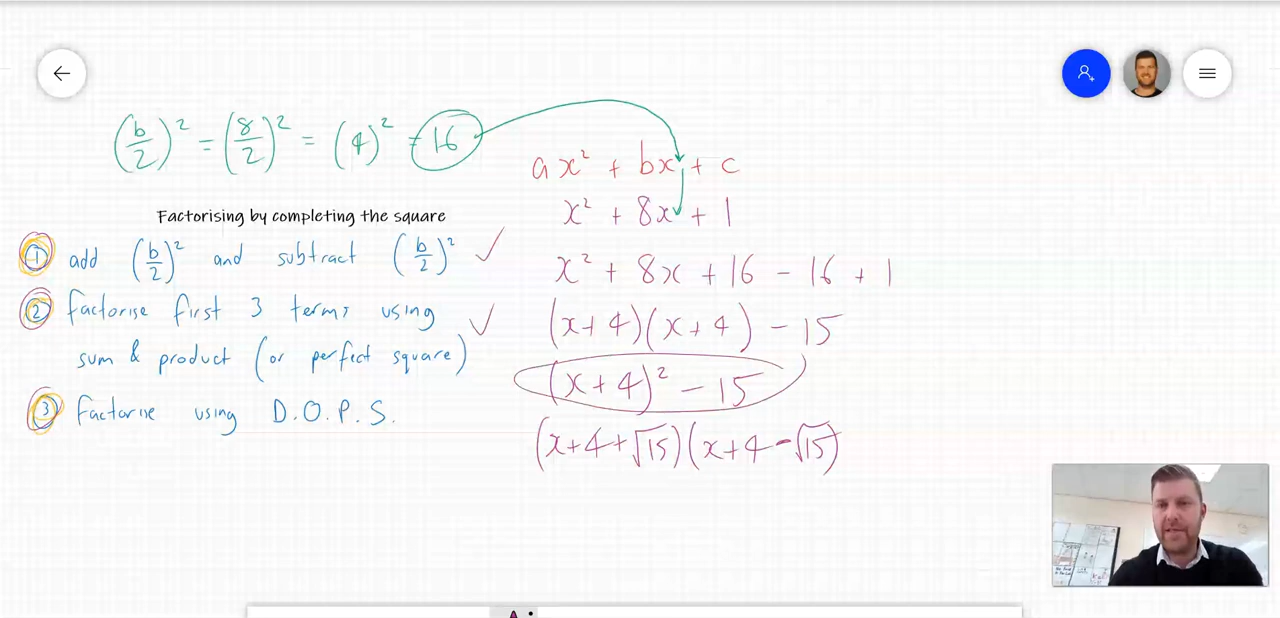 (b/2)² = (8/2)² = (4)² = 16
ax² + bx + c
x² + 8x + 1
Factorising by completing the square
① add (b/2)² and subtract (b/2)² ✓
x² + 8x + 16 - 16 + 1
② Factorise first 3 terms using
sum & product (or perfect square) ✓
(x+4)(x+4) - 15
(x+4)² - 15
③ Factorise using D.O.P.S.
(x+4+√15)(x+4-√15)